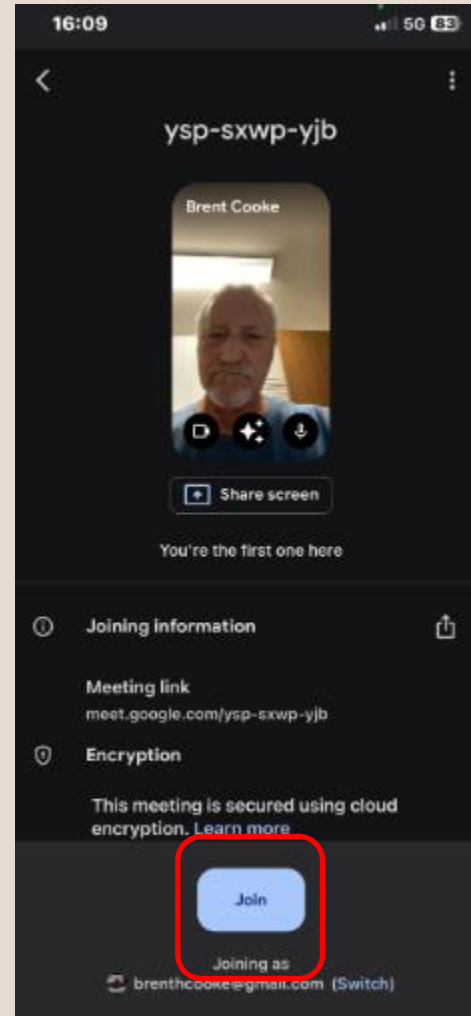 16:09
5G 83
ysp-sxwp-yjb
Brent Cooke
Share screen
You're the first one here
Joining information
Meeting link
meet.google.com/ysp-sxwp-yjb
Encryption
This meeting is secured using cloud
encryption. Learn more
Join
Joining as
brenthcooke@gmail.com (Switch)